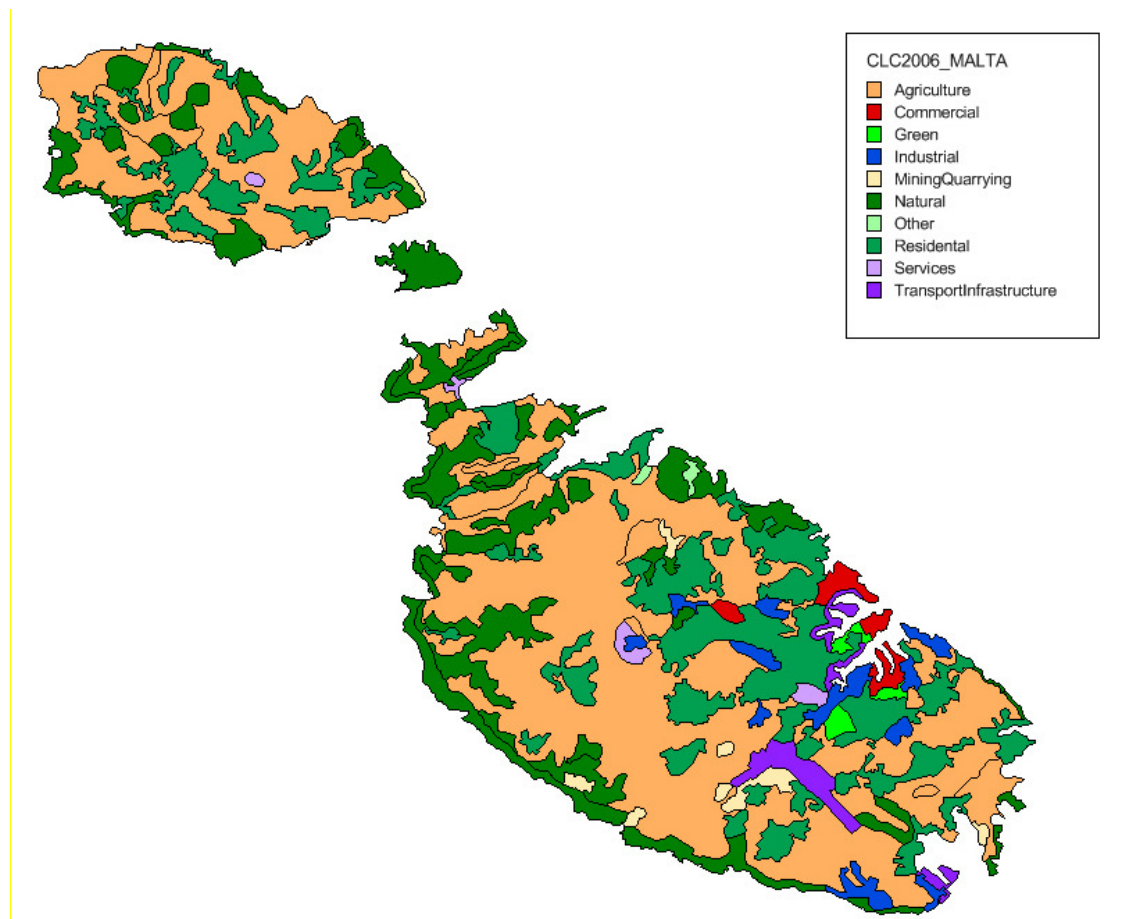 CLC2006_MALTA
Agriculture
Commercial
Green
Industrial
MiningQuarrying
Natural
Other
Residental
Services
TransportInfrastructure